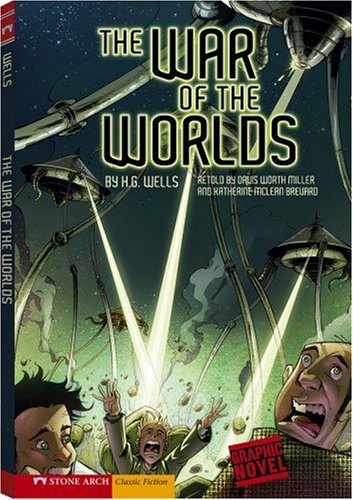 WELLS
THE WAR OF THE WORLDS
THE WAR
OF THE
WORLDS
BY H.G. WELLS
RETOLD BY DAVIS WORTH MILLER
AND KATHERINE MCLEAN BREVARD
GRAPHIC
NOVEL
STONE ARCH
Classic Fiction